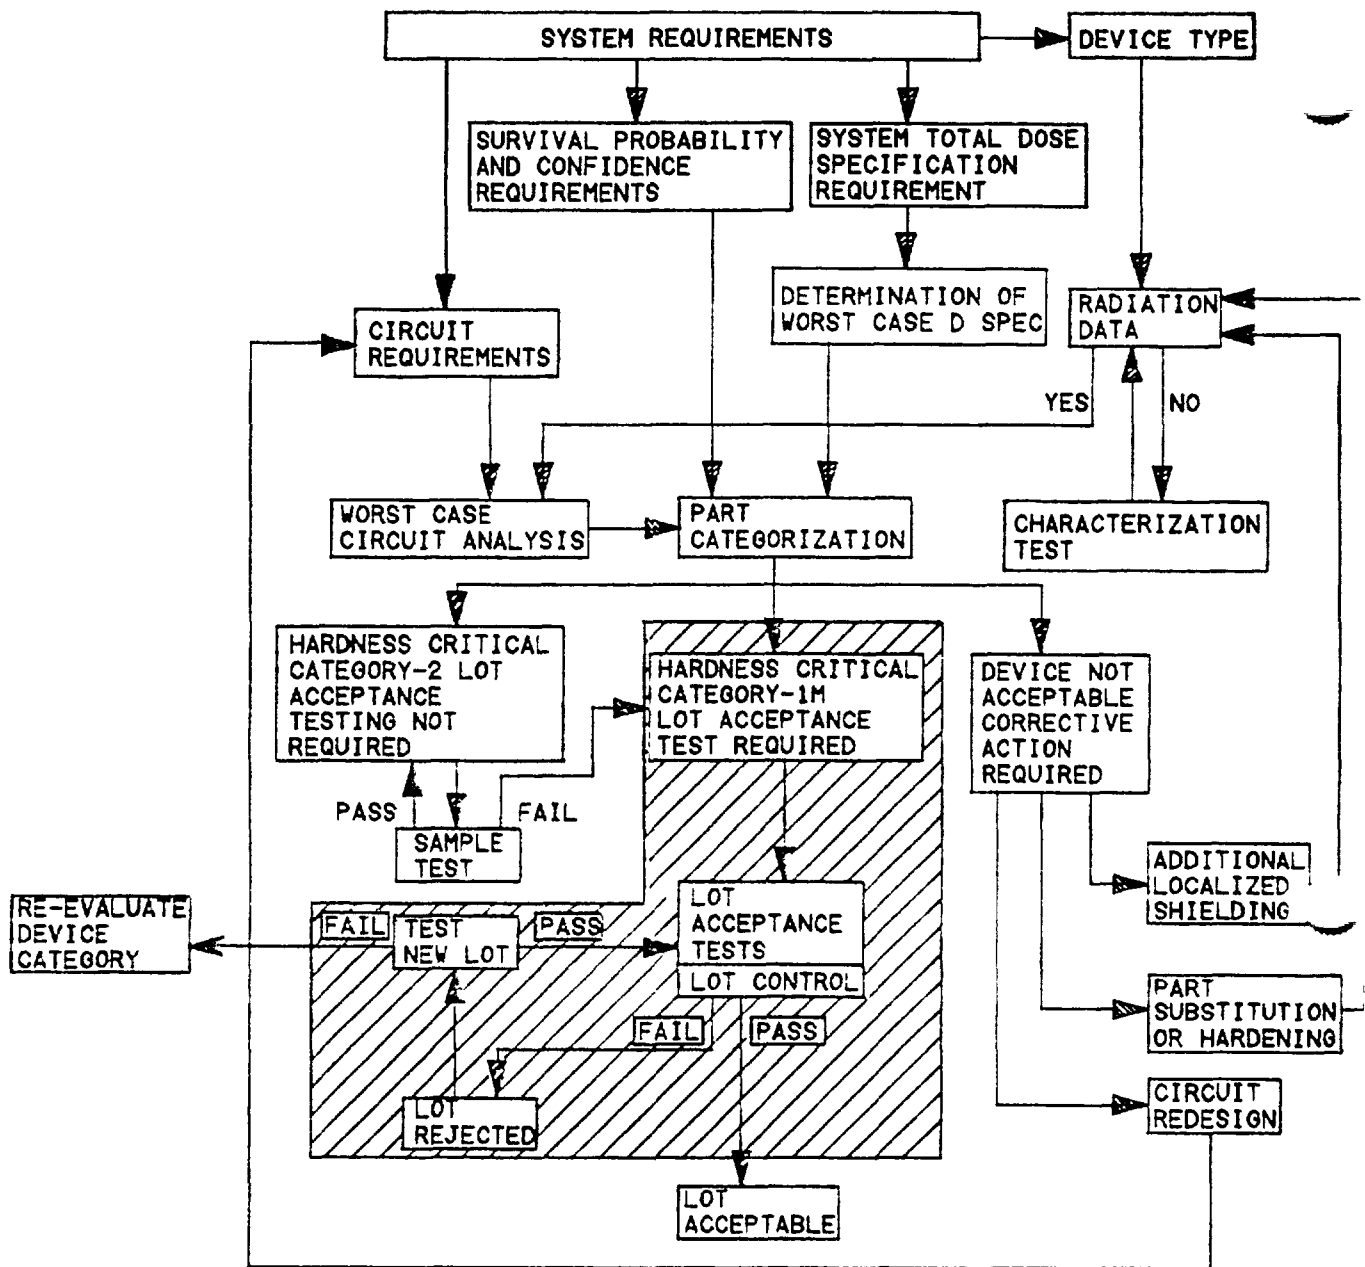 SYSTEM REQUIREMENTS
DEVICE TYPE
SURVIVAL PROBABILITY
AND CONFIDENCE
REQUIREMENTS
SYSTEM TOTAL DOSE
SPECIFICATION
REQUIREMENT
DETERMINATION OF
WORST CASE D SPEC
RADIATION
DATA
CIRCUIT
REQUIREMENTS
YES
NO
WORST CASE
CIRCUIT ANALYSIS
PART
CATEGORIZATION
CHARACTERIZATION
TEST
HARDNESS CRITICAL
CATEGORY-2 LOT
ACCEPTANCE
TESTING NOT
REQUIRED
HARDNESS CRITICAL
CATEGORY-1M
LOT ACCEPTANCE
TEST REQUIRED
DEVICE NOT
ACCEPTABLE
CORRECTIVE
ACTION
REQUIRED
PASS
FAIL
SAMPLE
TEST
ADDITIONAL
LOCALIZED
SHIELDING
RE-EVALUATE
DEVICE
CATEGORY
FAIL
TEST
NEW LOT
PASS
LOT
ACCEPTANCE
TESTS
LOT CONTROL
PART
SUBSTITUTION
OR HARDENING
FAIL
PASS
LOT
REJECTED
CIRCUIT
REDESIGN
LOT
ACCEPTABLE